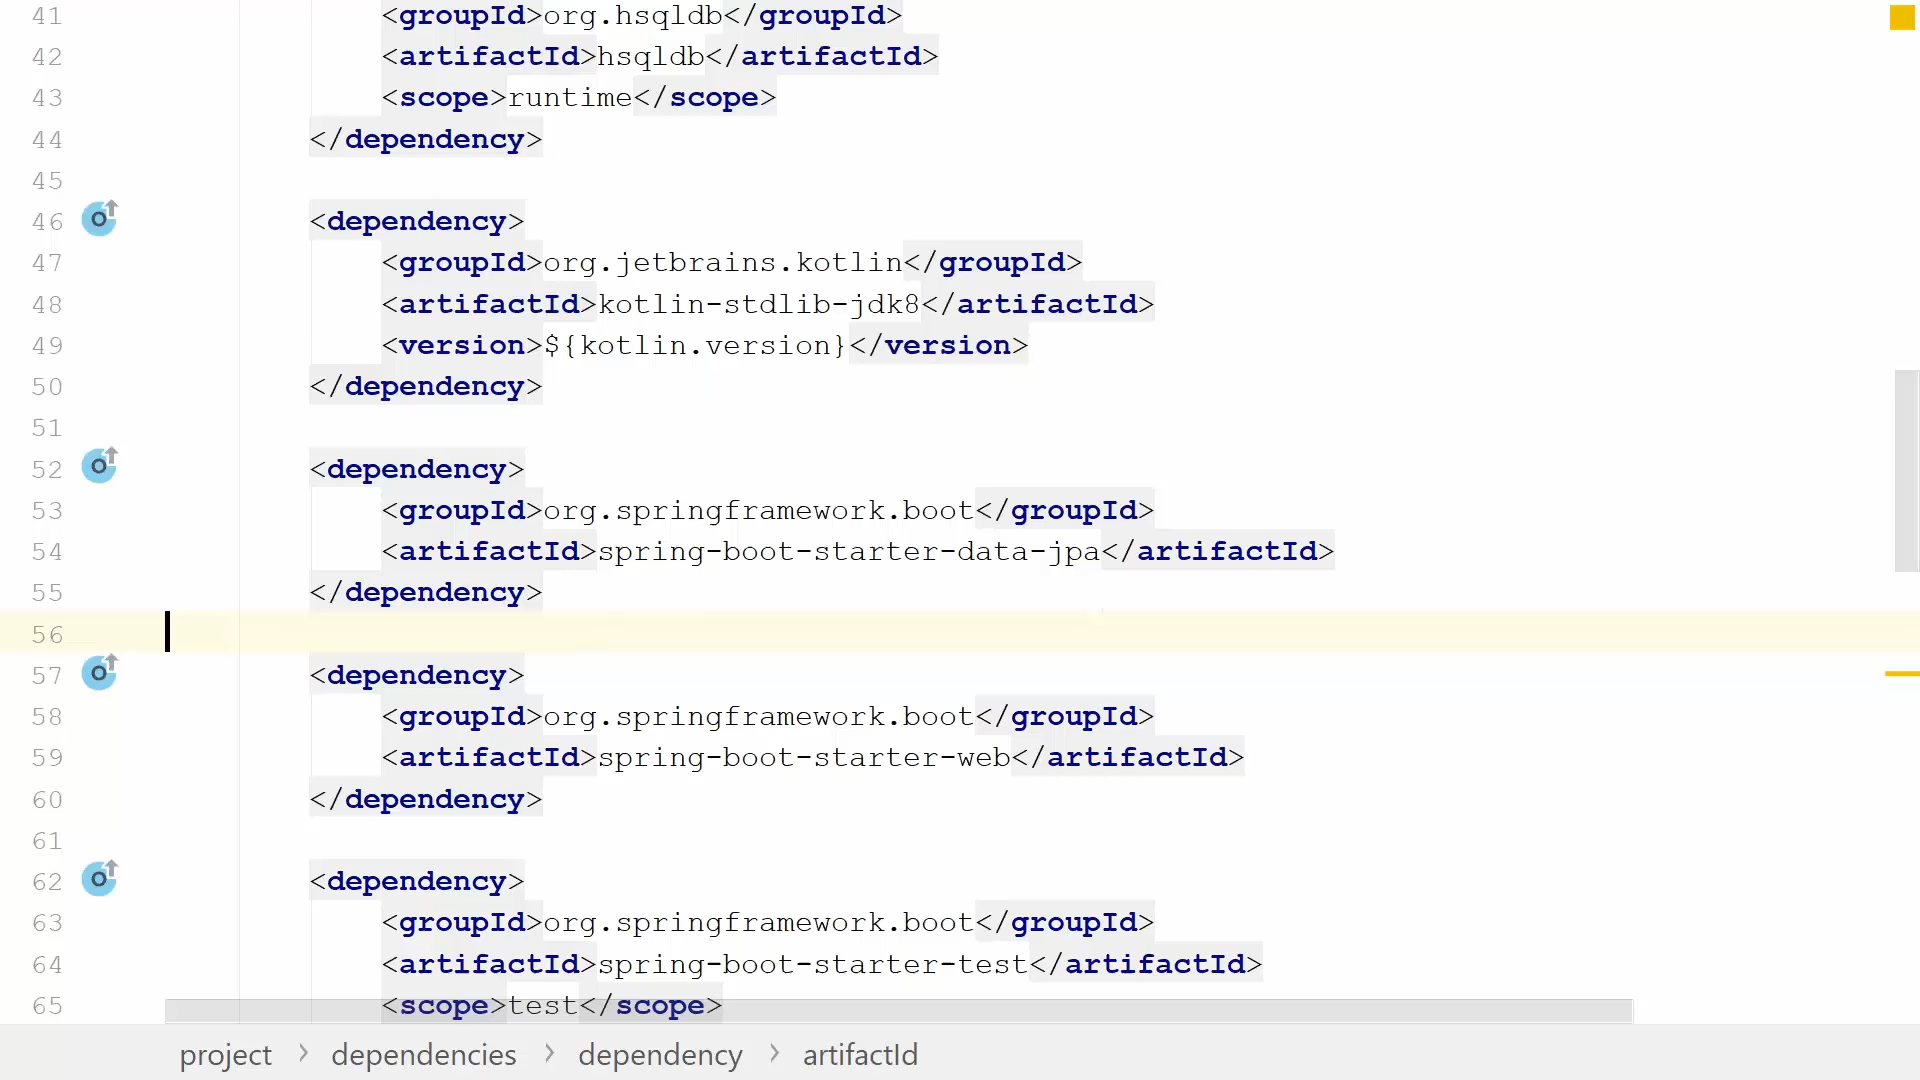 41 <groupId>org.hsqldb</groupId>
42 <artifactId>hsqldb</artifactId>
43 <scope>runtime</scope>
44 </dependency>
45
46 <dependency>
47 <groupId>org.jetbrains.kotlin</groupId>
48 <artifactId>kotlin-stdlib-jdk8</artifactId>
49 <version>${kotlin.version}</version>
50 </dependency>
51
52 <dependency>
53 <groupId>org.springframework.boot</groupId>
54 <artifactId>spring-boot-starter-data-jpa</artifactId>
55 </dependency>
56
57 <dependency>
58 <groupId>org.springframework.boot</groupId>
59 <artifactId>spring-boot-starter-web</artifactId>
60 </dependency>
61
62 <dependency>
63 <groupId>org.springframework.boot</groupId>
64 <artifactId>spring-boot-starter-test</artifactId>
65 <scope>test</scope>
project > dependencies > dependency > artifactId